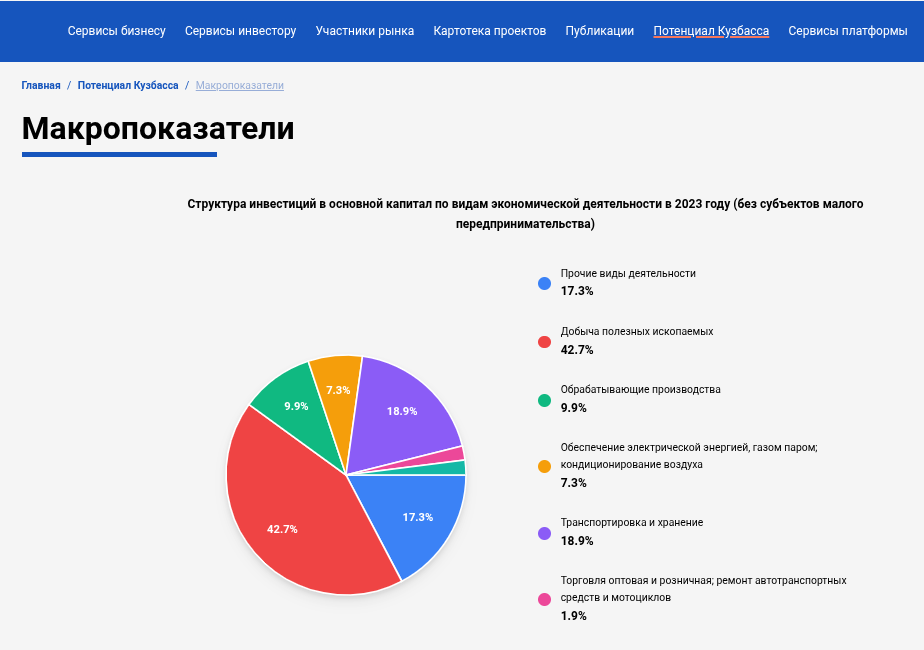 Сервисы бизнесу Сервисы инвестору Участники рынка Картотека проектов Публикации Потенциал Кузбасса Сервисы платформы
Главная / Потенциал Кузбасса / Макропоказатели
Макропоказатели
Структура инвестиций в основной капитал по видам экономической деятельности в 2023 году (без субъектов малого
передпринимательства)
7.3%
9.9%
18.9%
17.3%
42.7%
Прочие виды деятельности
17.3%
Добыча полезных ископаемых
42.7%
Обрабатывающие производства
9.9%
Обеспечение электрической энергией, газом паром;
кондиционирование воздуха
7.3%
Транспортировка и хранение
18.9%
Торговля оптовая и розничная; ремонт автотранспортных
средств и мотоциклов
1.9%